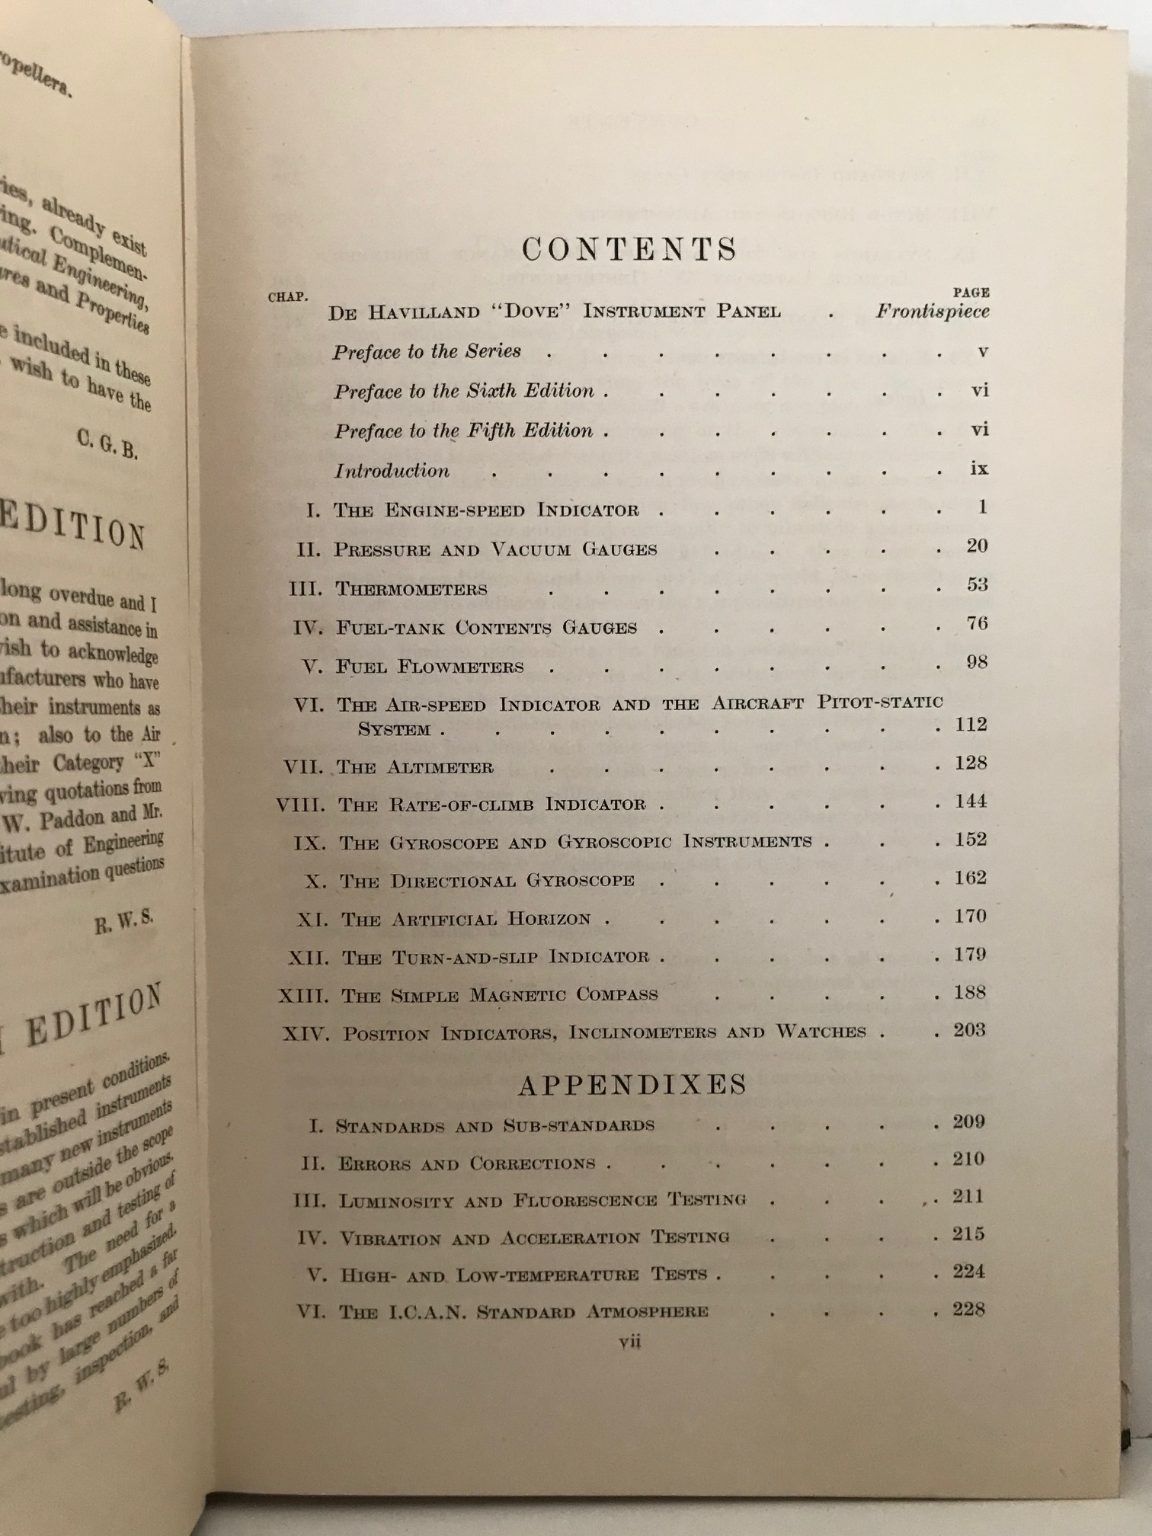 propellers.
ries, already exist
ring. Complemen-
utical Engineering,
ures and Properties
e included in these
wish to have the
C. G. B.
EDITION
long overdue and I
on and assistance in
wish to acknowledge
ufacturers who have
their instruments as
n; also to the Air
their Category "X"
ving quotations from
W. Paddon and Mr.
titute of Engineering
xamination questions
R. W. S.
EDITION
in present conditions.
stablished instruments
many new instruments
s are outside the scope
s which will be obvious.
truction and testing of
with. The need for a
e too highly emphasized.
book has reached a far
ul by large numbers of
testing, inspection, and
R. W. S.
CONTENTS
CHAP. PAGE
De Havilland "Dove" Instrument Panel . Frontispiece
Preface to the Series . . . . . . . . v
Preface to the Sixth Edition . . . . . . . vi
Preface to the Fifth Edition . . . . . . . vi
Introduction . . . . . . . . . ix
I. The Engine-speed Indicator . . . . . . 1
II. Pressure and Vacuum Gauges . . . . . 20
III. Thermometers . . . . . . . . 53
IV. Fuel-tank Contents Gauges . . . . . . 76
V. Fuel Flowmeters . . . . . . . . 98
VI. The Air-speed Indicator and the Aircraft Pitot-static
System . . . . . . . . . . 112
VII. The Altimeter . . . . . . . . 128
VIII. The Rate-of-climb Indicator . . . . . . 144
IX. The Gyroscope and Gyroscopic Instruments . . . 152
X. The Directional Gyroscope . . . . . . 162
XI. The Artificial Horizon . . . . . . . 170
XII. The Turn-and-slip Indicator . . . . . . 179
XIII. The Simple Magnetic Compass . . . . . 188
XIV. Position Indicators, Inclinometers and Watches . . 203
APPENDIXES
I. Standards and Sub-standards . . . . . 209
II. Errors and Corrections . . . . . . . 210
III. Luminosity and Fluorescence Testing . . . . 211
IV. Vibration and Acceleration Testing . . . . 215
V. High- and Low-temperature Tests . . . . . 224
VI. The I.C.A.N. Standard Atmosphere . . . . 228
vii